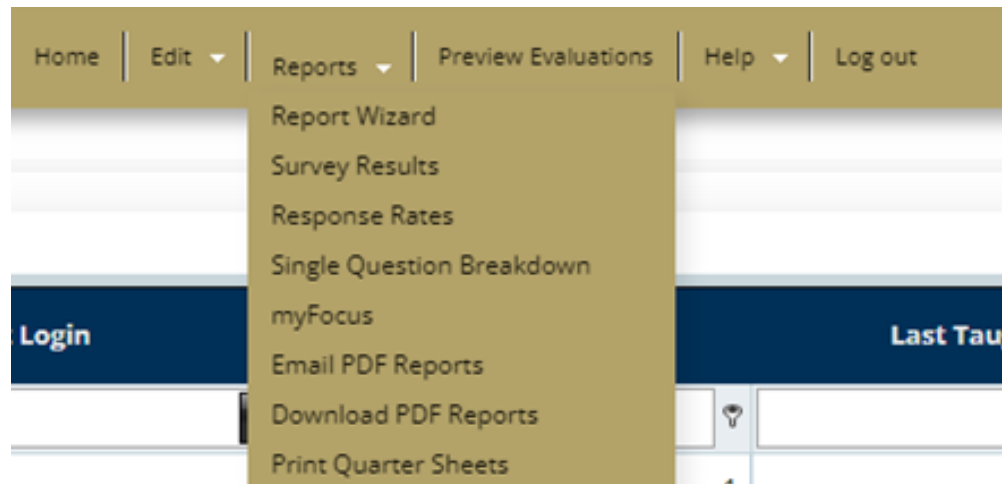 Home Edit Reports Preview Evaluations Help Log out
Report Wizard
Survey Results
Response Rates
Single Question Breakdown
myFocus
Login
Last Tau
Email PDF Reports
Download PDF Reports
Print Quarter Sheets